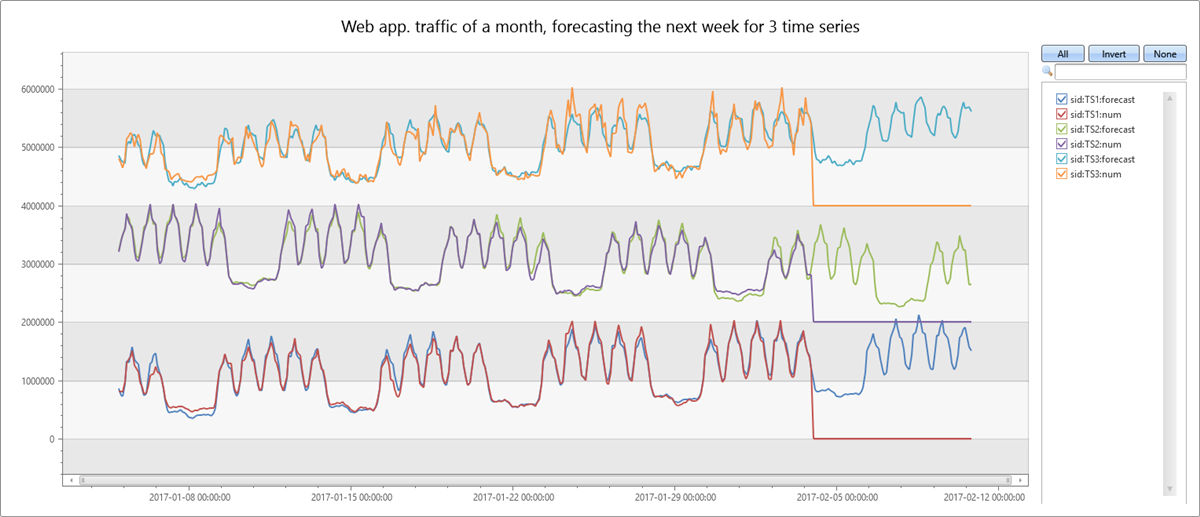 Web app. traffic of a month, forecasting the next week for 3 time series
All Invert None
6000000
5000000
4000000
3000000
2000000
1000000
0
2017-01-08 00:00:00 2017-01-15 00:00:00 2017-01-22 00:00:00 2017-01-29 00:00:00 2017-02-05 00:00:00 2017-02-12 00:00:00
sid:TS1:forecast
sid:TS1:num
sid:TS2:forecast
sid:TS2:num
sid:TS3:forecast
sid:TS3:num